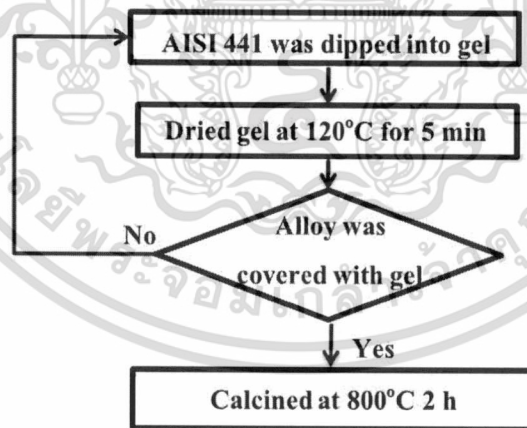 AISI 441 was dipped into gel
Dried gel at 120°C for 5 min
No
Alloy was
covered with gel
Yes
Calcined at 800°C 2 h